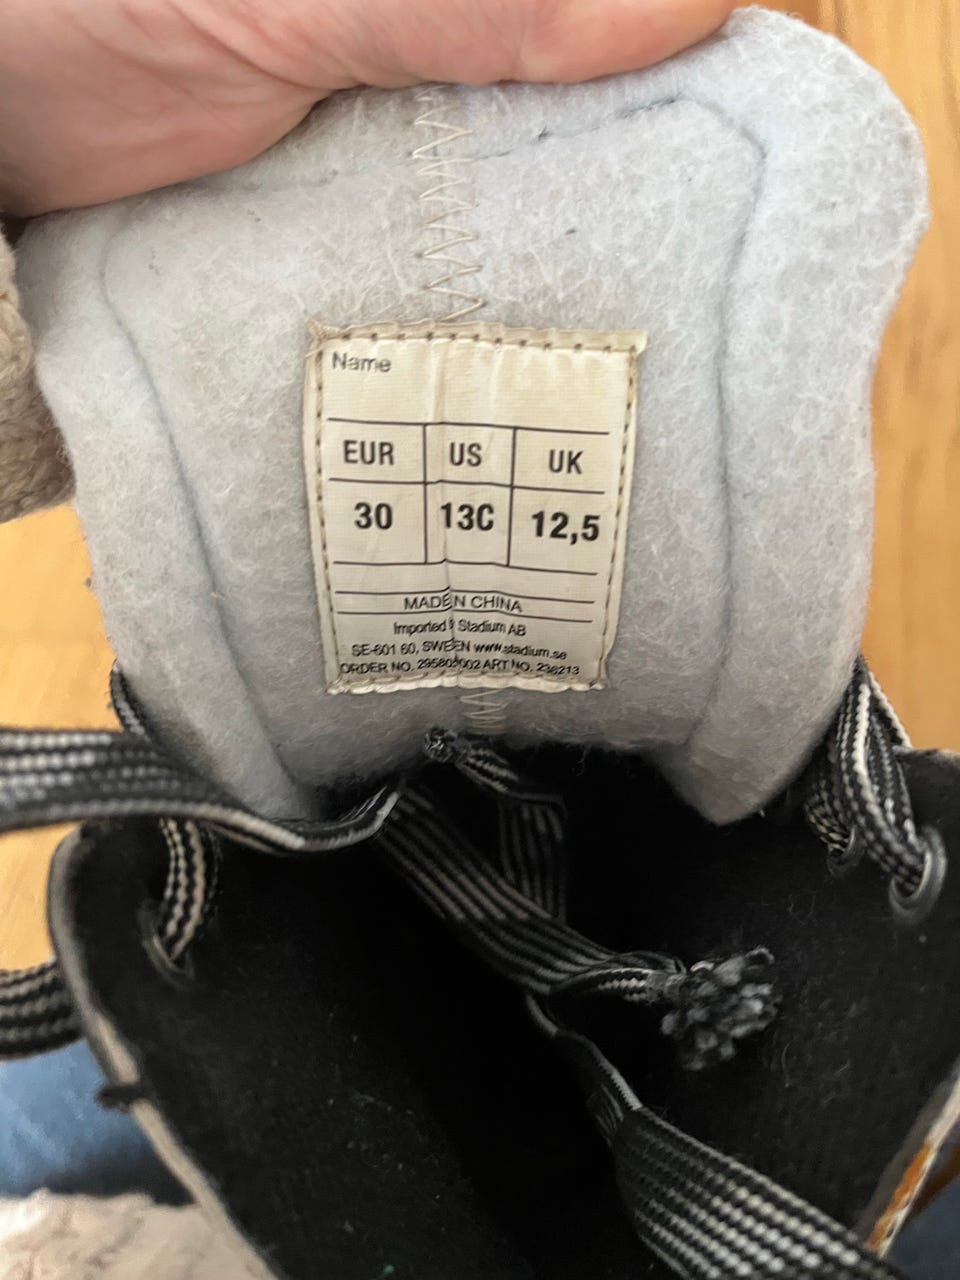 Name
EUR US UK
30 13C 12,5
MADE IN CHINA
Imported Stadium AB
SE-601 60, SWEDEN www.stadium.se
ORDER NO. ART NO. 236213